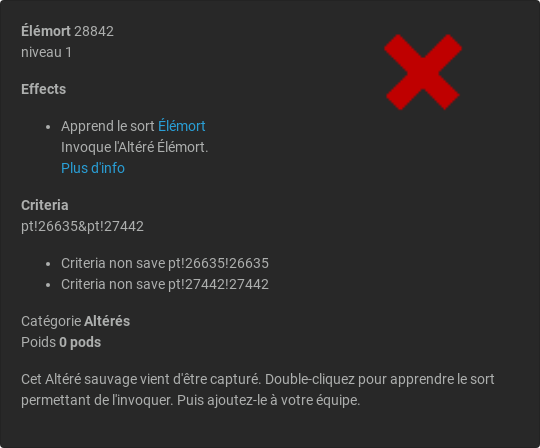 Élémort 28842
niveau 1
Effects
Apprend le sort Élémort
Invoque l'Altéré Élémort.
Plus d'info
Criteria
pt!26635&pt!27442
Criteria non save pt!26635!26635
Criteria non save pt!27442!27442
Catégorie Altérés
Poids 0 pods
Cet Altéré sauvage vient d'être capturé. Double-cliquez pour apprendre le sort
permettant de l'invoquer. Puis ajoutez-le à votre équipe.